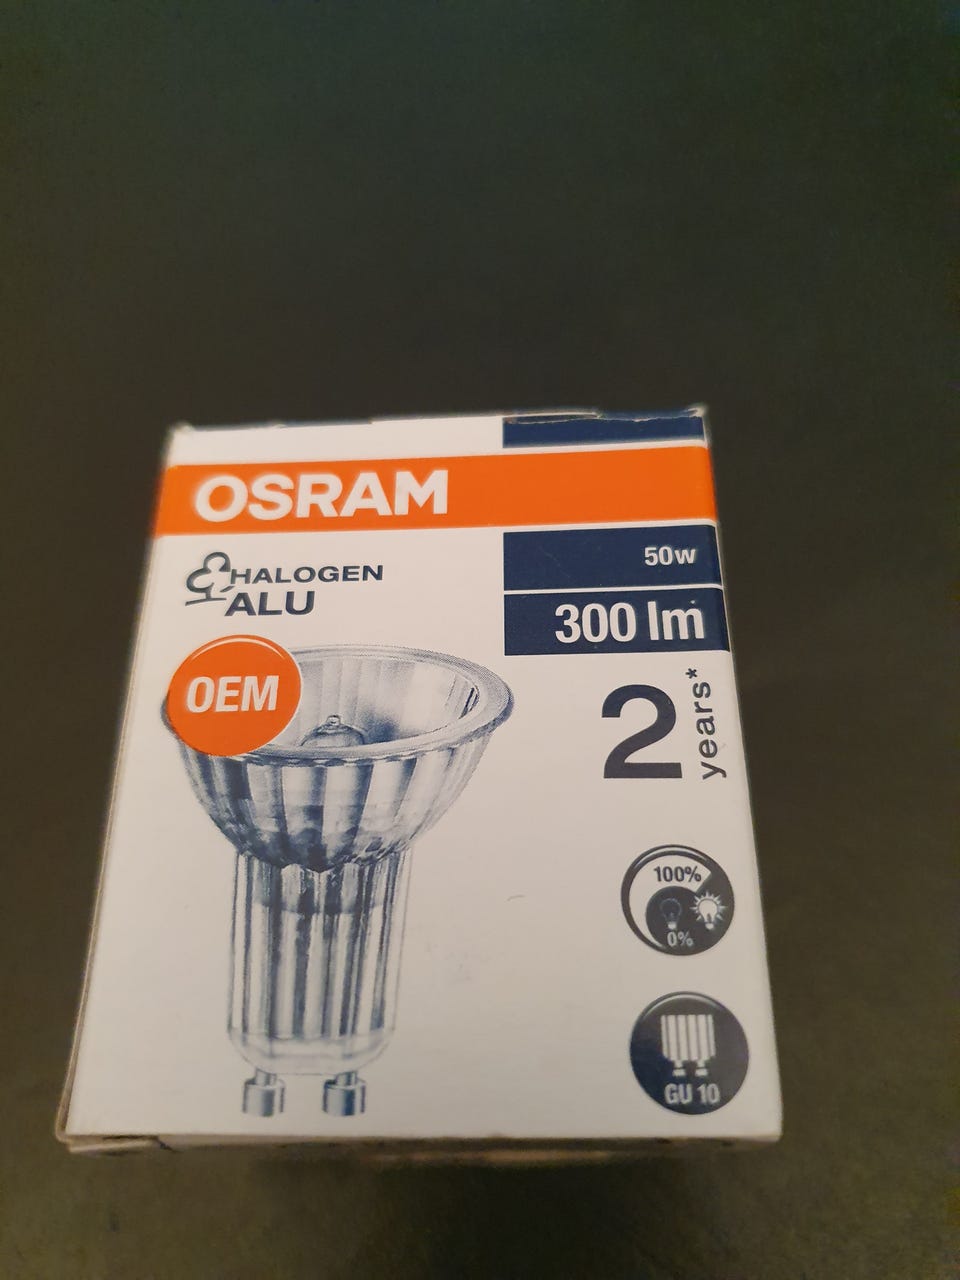 OSRAM
HALOGEN
ALU
50w
300 lm
OEM
2
years*
100%
0%
GU 10